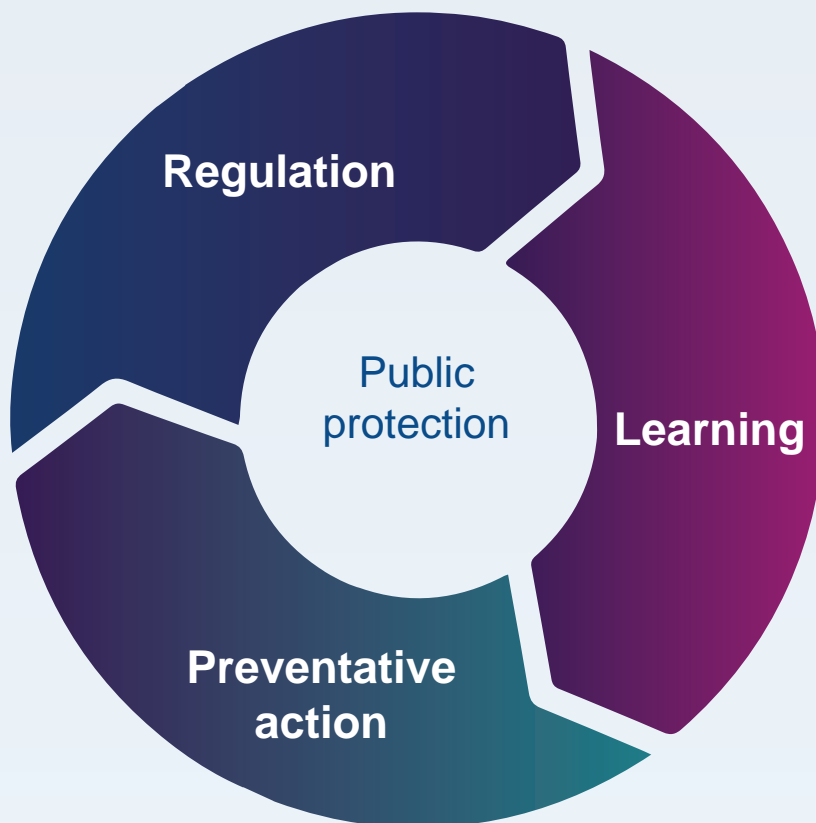 Regulation
Public
protection
Learning
Preventative
action